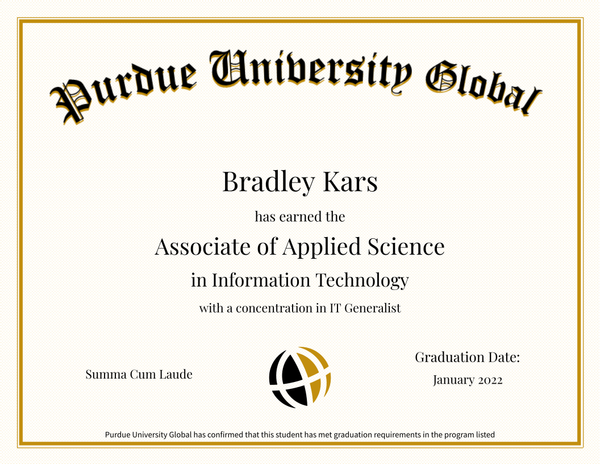 Purdue University Global
Bradley Kars
has earned the
Associate of Applied Science
in Information Technology
with a concentration in IT Generalist
Summa Cum Laude
Graduation Date:
January 2022
Purdue University Global has confirmed that this student has met graduation requirements in the program listed